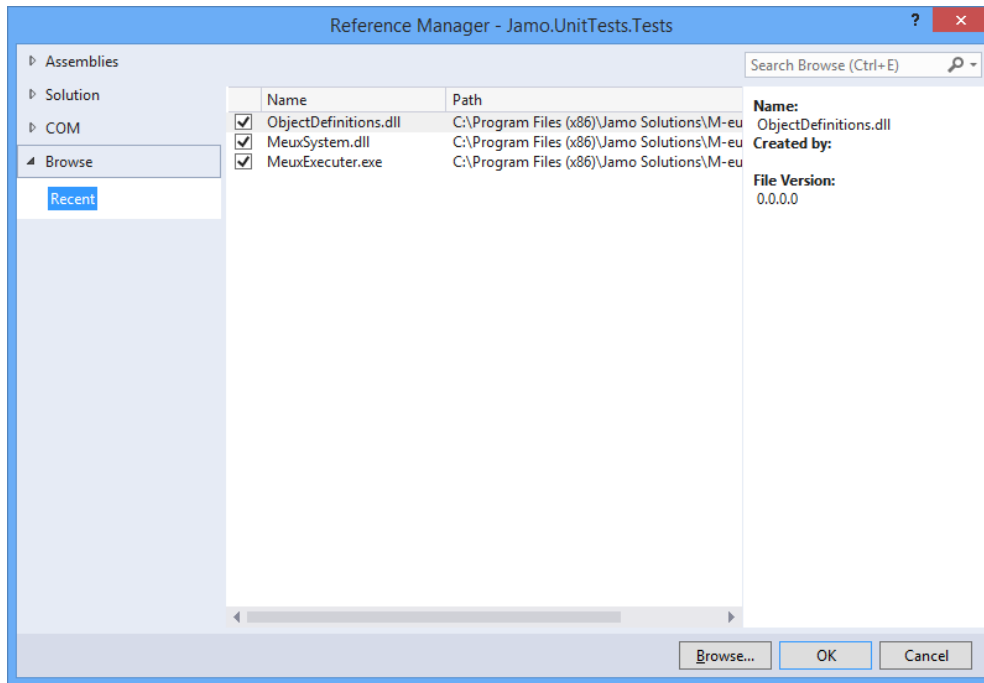 Reference Manager - Jamo.UnitTests.Tests ? ×
Assemblies
Solution
COM
Browse
Recent
Search Browse (Ctrl+E)
Name Path
ObjectDefinitions.dll C:\Program Files (x86)\Jamo Solutions\M-eu
MeuxSystem.dll C:\Program Files (x86)\Jamo Solutions\M-eu
MeuxExecuter.exe C:\Program Files (x86)\Jamo Solutions\M-eu
Name:
ObjectDefinitions.dll
Created by:
File Version:
0.0.0.0
Browse... OK Cancel